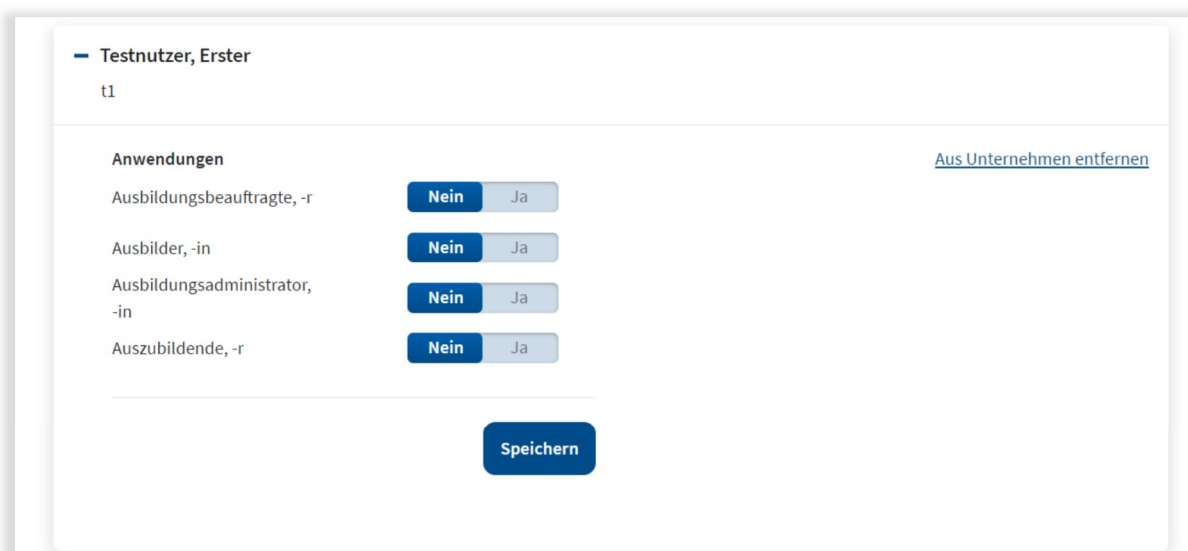 Testnutzer, Erster
t1
Anwendungen
Aus Unternehmen entfernen
Ausbildungsbeauftragte, -r
Nein Ja
Ausbilder, -in
Nein Ja
Ausbildungsadministrator,
-in
Nein Ja
Auszubildende, -r
Nein Ja
Speichern